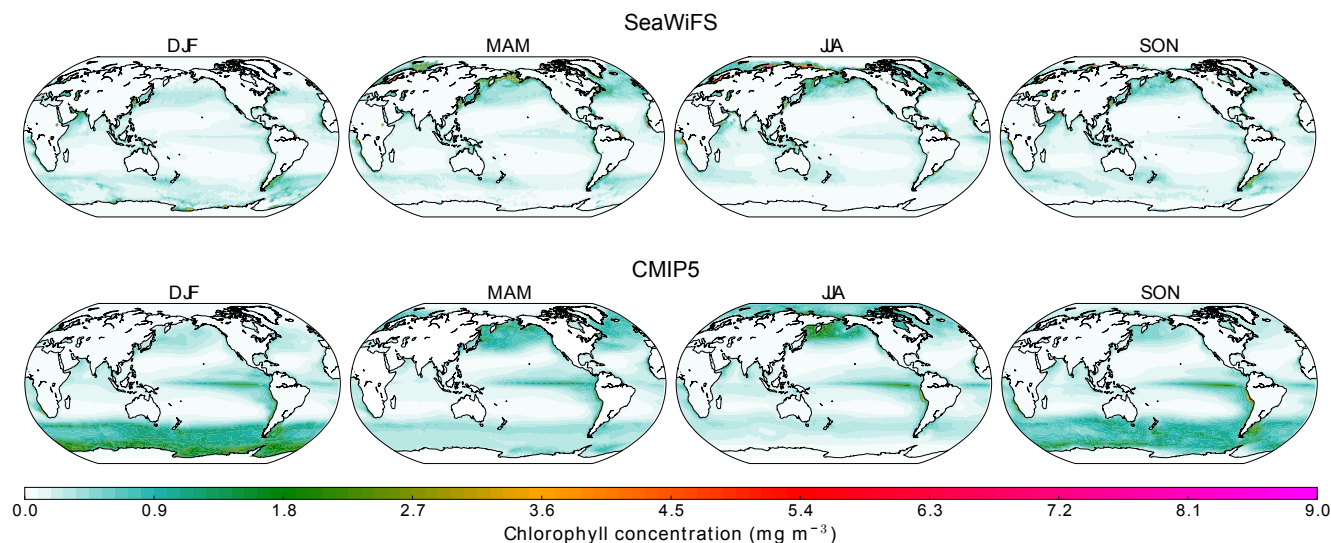 SeaWiFS
DJF MAM JJA SON
CMIP5
DJF MAM JJA SON
0.0 0.9 1.8 2.7 3.6 4.5 5.4 6.3 7.2 8.1 9.0
Chlorophyll concentration (mg m⁻³)